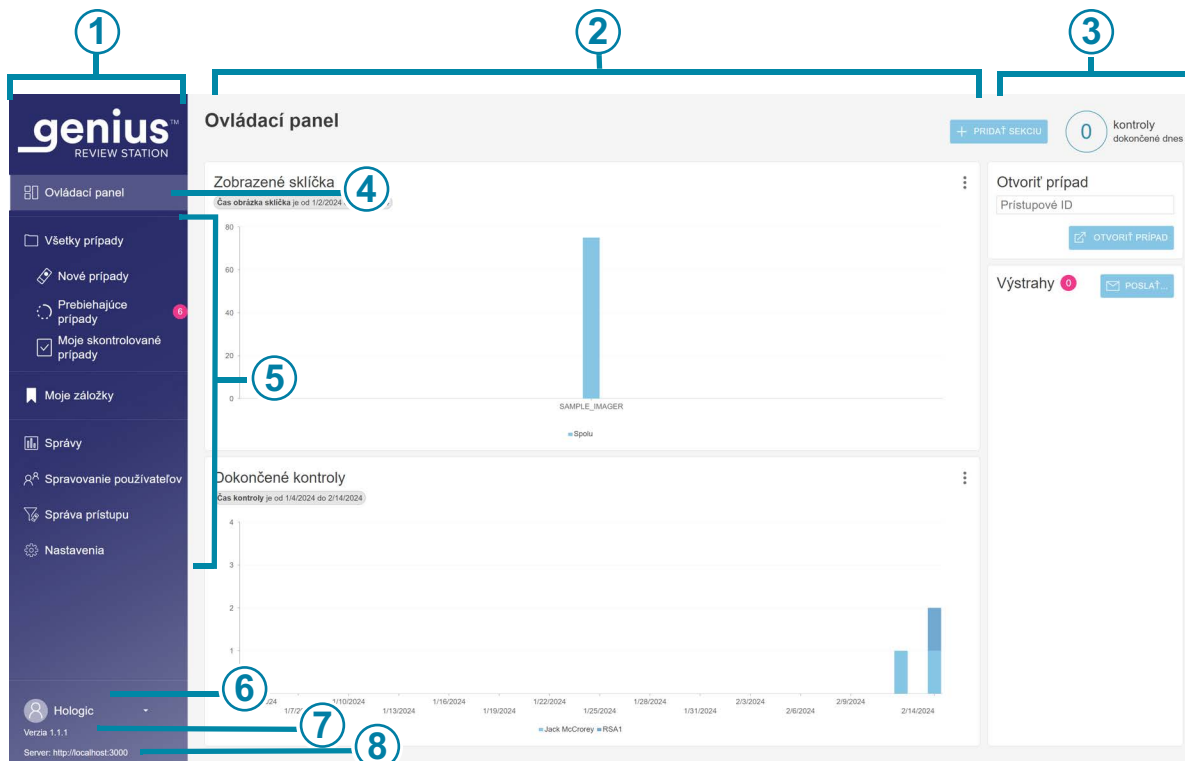 1
2
3
genius™
REVIEW STATION
Ovládací panel
Všetky prípady
Nové prípady
Prebiehajúce
prípady
6
Moje skontrolované
prípady
Moje záložky
Správy
Spravovanie používateľov
Správa prístupu
Nastavenia
Hologic
Verzia 1.1.1
Server: http://localhost:3000
4
5
6
7
8
Ovládací panel
+ PRIDAŤ SEKCIU
0
kontroly
dokončené dnes
Zobrazené sklíčka
Čas obrázka sklíčka je od 1/2/2024
80
60
40
20
0
SAMPLE_IMAGER
Spolu
Dokončené kontroly
Čas kontroly je od 1/4/2024 do 2/14/2024
4
3
2
1
1/10/2024
1/16/2024
1/22/2024
1/28/2024
2/3/2024
2/9/2024
1/13/2024
1/19/2024
1/25/2024
1/31/2024
2/6/2024
2/14/2024
Jack McCrorey
RSA1
Otvoriť prípad
Prístupové ID
OTVORIŤ PRÍPAD
Výstrahy 0
POSLAŤ...